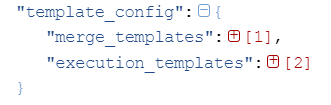 "template_config":{
"merge_templates":[1],
"execution_templates":[2]
}